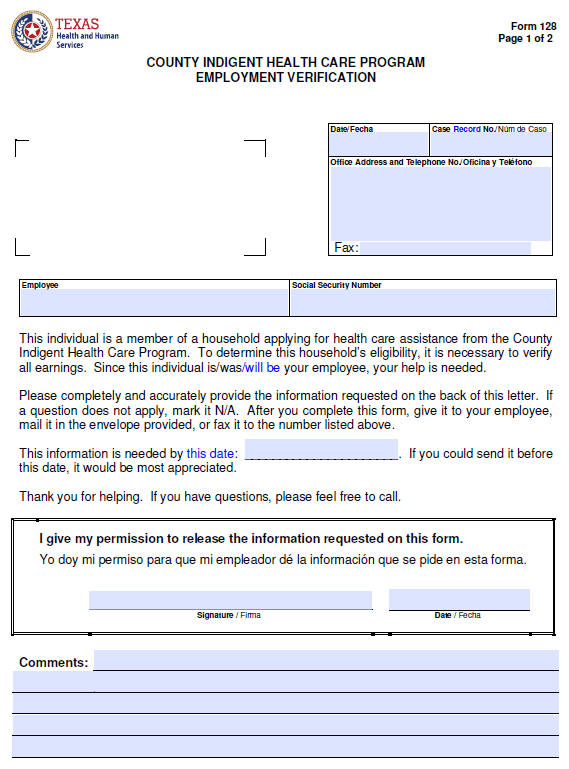 TEXAS
Health and Human
Services
Form 128
Page 1 of 2
COUNTY INDIGENT HEALTH CARE PROGRAM
EMPLOYMENT VERIFICATION
Date/Fecha
Case Record No./Núm de Caso
Office Address and Telephone No./Oficina y Teléfono
Fax:
Employee
Social Security Number
This individual is a member of a household applying for health care assistance from the County
Indigent Health Care Program. To determine this household's eligibility, it is necessary to verify
all earnings. Since this individual is/was/will be your employee, your help is needed.
Please completely and accurately provide the information requested on the back of this letter. If
a question does not apply, mark it N/A. After you complete this form, give it to your employee,
mail it in the envelope provided, or fax it to the number listed above.
This information is needed by this date: ______________________. If you could send it before
this date, it would be most appreciated.
Thank you for helping. If you have questions, please feel free to call.
I give my permission to release the information requested on this form.
Yo doy mi permiso para que mi empleador dé la información que se pide en esta forma.
Signature / Firma
Date / Fecha
Comments: